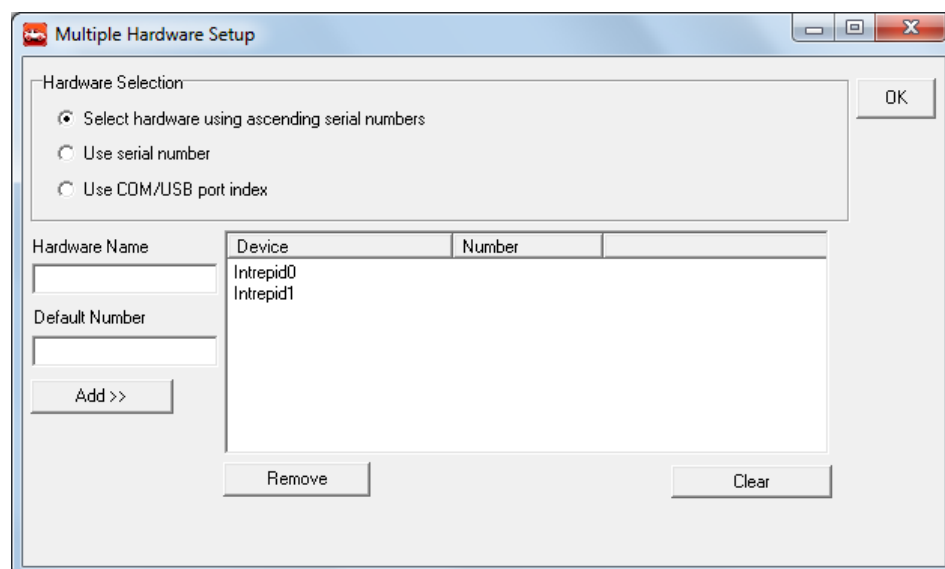 Multiple Hardware Setup
Hardware Selection
OK
Select hardware using ascending serial numbers
Use serial number
Use COM/USB port index
Hardware Name
Device Number
Intrepid0
Intrepid1
Default Number
Add >>
Remove Clear